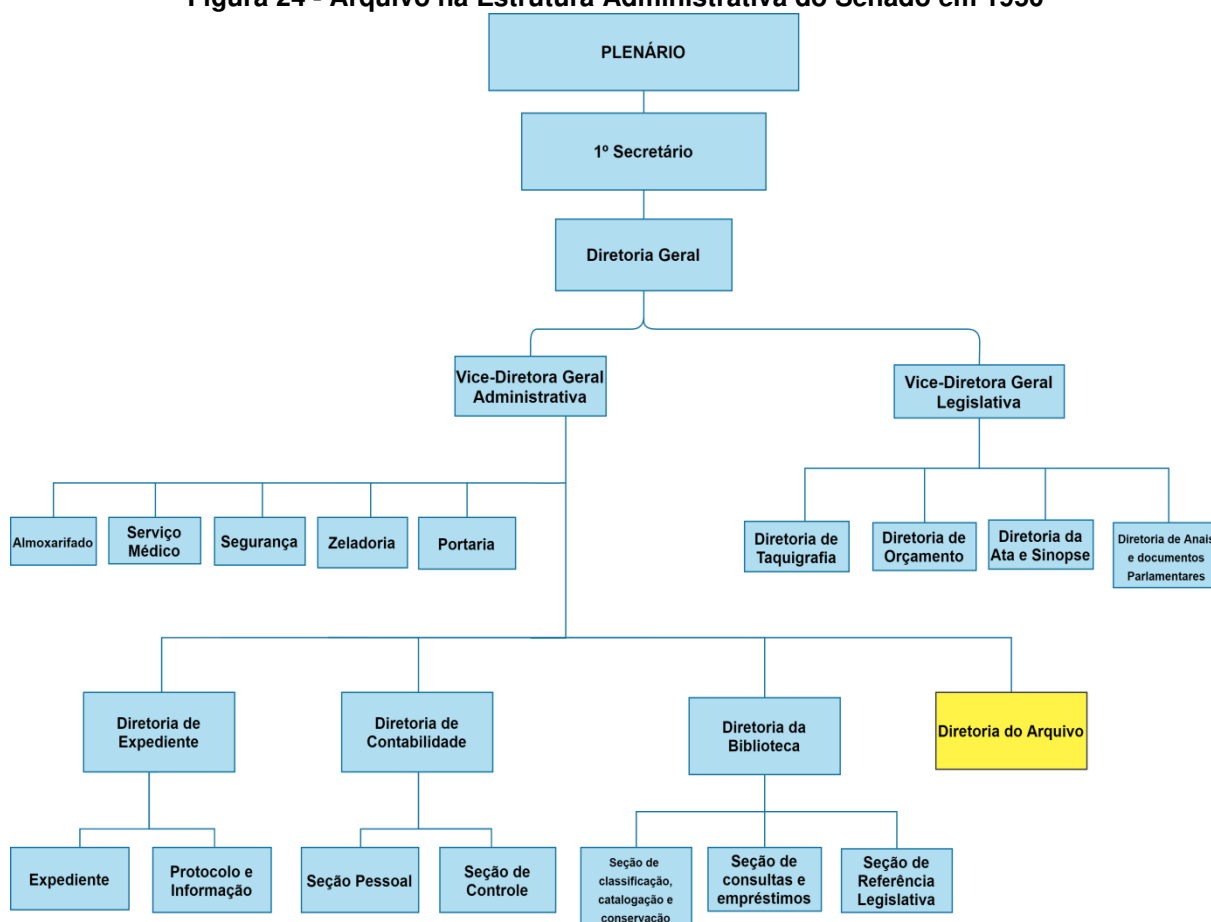 Figura 24 - Arquivo na Estrutura Administrativa do Senado em
PLENÁRIO
1º Secretário
Diretoria Geral
Vice-Diretora Geral
Administrativa
Vice-Diretora Geral
Legislativa
Almoxarifado
Serviço
Médico
Segurança
Zeladoria
Portaria
Diretoria de
Taquigrafia
Diretoria de
Orçamento
Diretoria da
Ata e Sinopse
Diretoria de Anais
e documentos
Parlamentares
Diretoria de
Expediente
Diretoria de
Contabilidade
Diretoria da
Biblioteca
Diretoria do Arquivo
Expediente
Protocolo e
Informação
Seção Pessoal
Seção de
Controle
Seção de
classificação,
catalogação e
conservação
Seção de
consultas e
empréstimos
Seção de
Referência
Legislativa